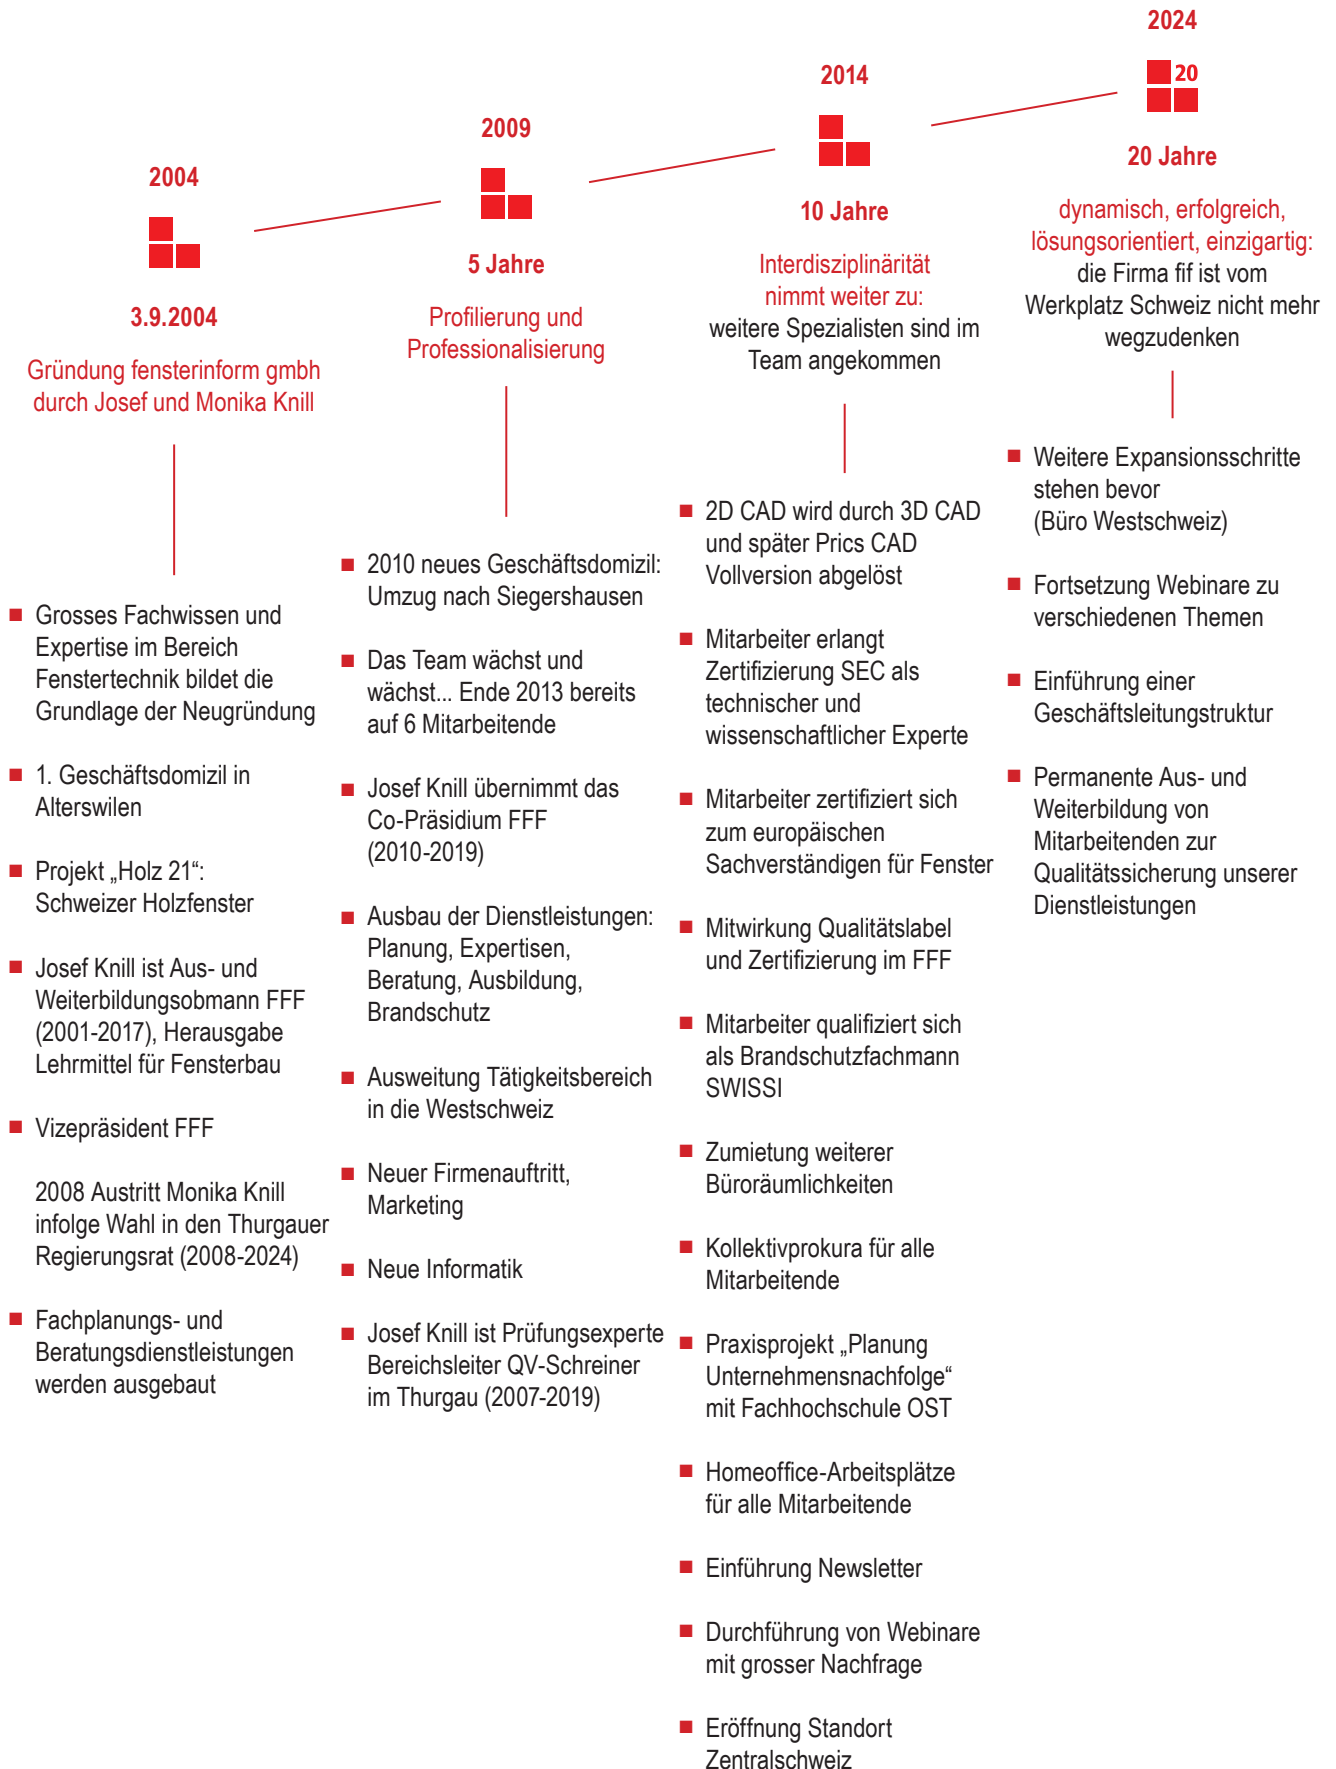 2004
3.9.2004
Gründung fensterinform gmbh
durch Josef und Monika Knill
Grosses Fachwissen und
Expertise im Bereich
Fenstertechnik bildet die
Grundlage der Neugründung
1. Geschäftsdomizil in
Alterswilen
Projekt „Holz 21“:
Schweizer Holzfenster
Josef Knill ist Aus- und
Weiterbildungsobmann FFF
(2001-2017), Herausgabe
Lehrmittel für Fensterbau
Vizepräsident FFF
2008 Austritt Monika Knill
infolge Wahl in den Thurgauer
Regierungsrat (2008-2024)
Fachplanungs- und
Beratungsdienstleistungen
werden ausgebaut
2009
5 Jahre
Profilierung und
Professionalisierung
2010 neues Geschäftsdomizil:
Umzug nach Siegershausen
Das Team wächst und
wächst... Ende 2013 bereits
auf 6 Mitarbeitende
Josef Knill übernimmt das
Co-Präsidium FFF
(2010-2019)
Ausbau der Dienstleistungen:
Planung, Expertisen,
Beratung, Ausbildung,
Brandschutz
Ausweitung Tätigkeitsbereich
in die Westschweiz
Neuer Firmenauftritt,
Marketing
Neue Informatik
Josef Knill ist Prüfungsexperte
Bereichsleiter QV-Schreiner
im Thurgau (2007-2019)
2014
10 Jahre
Interdisziplinärität
nimmt weiter zu:
weitere Spezialisten sind im
Team angekommen
2D CAD wird durch 3D CAD
und später Prics CAD
Vollversion abgelöst
Mitarbeiter erlangt
Zertifizierung SEC als
technischer und
wissenschaftlicher Experte
Mitarbeiter zertifiziert sich
zum europäischen
Sachverständigen für Fenster
Mitwirkung Qualitätslabel
und Zertifizierung im FFF
Mitarbeiter qualifiziert sich
als Brandschutzfachmann
SWISSI
Zumietung weiterer
Büroräumlichkeiten
Kollektivprokura für alle
Mitarbeitende
Praxisprojekt „Planung
Unternehmensnachfolge“
mit Fachhochschule OST
Homeoffice-Arbeitsplätze
für alle Mitarbeitende
Einführung Newsletter
Durchführung von Webinare
mit grosser Nachfrage
Eröffnung Standort
Zentralschweiz
2024
20
20 Jahre
dynamisch, erfolgreich,
lösungsorientiert, einzigartig:
die Firma fif ist vom
Werkplatz Schweiz nicht mehr
wegzudenken
Weitere Expansionsschritte
stehen bevor
(Büro Westschweiz)
Fortsetzung Webinare zu
verschiedenen Themen
Einführung einer
Geschäftsleitungstruktur
Permanente Aus- und
Weiterbildung von
Mitarbeitenden zur
Qualitätssicherung unserer
Dienstleistungen